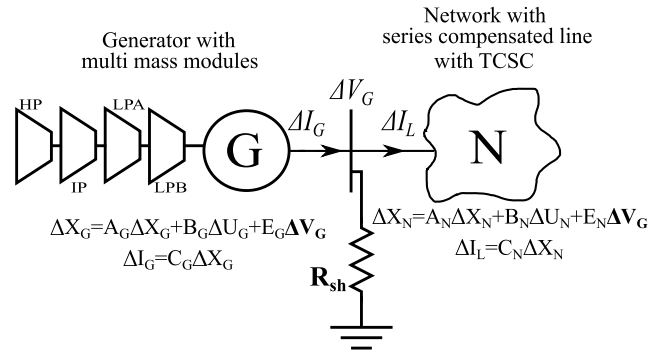 Generator with
multi mass modules
Network with
series compensated line
with TCSC
HP
IP
LPA
LPB
G
ΔI_G
ΔV_G
ΔI_L
N
ΔX_G=A_GΔX_G+B_GΔU_G+E_GΔV_G
ΔI_G=C_GΔX_G
R_sh
ΔX_N=A_NΔX_N+B_NΔU_N+E_NΔV_G
ΔI_L=C_NΔX_N